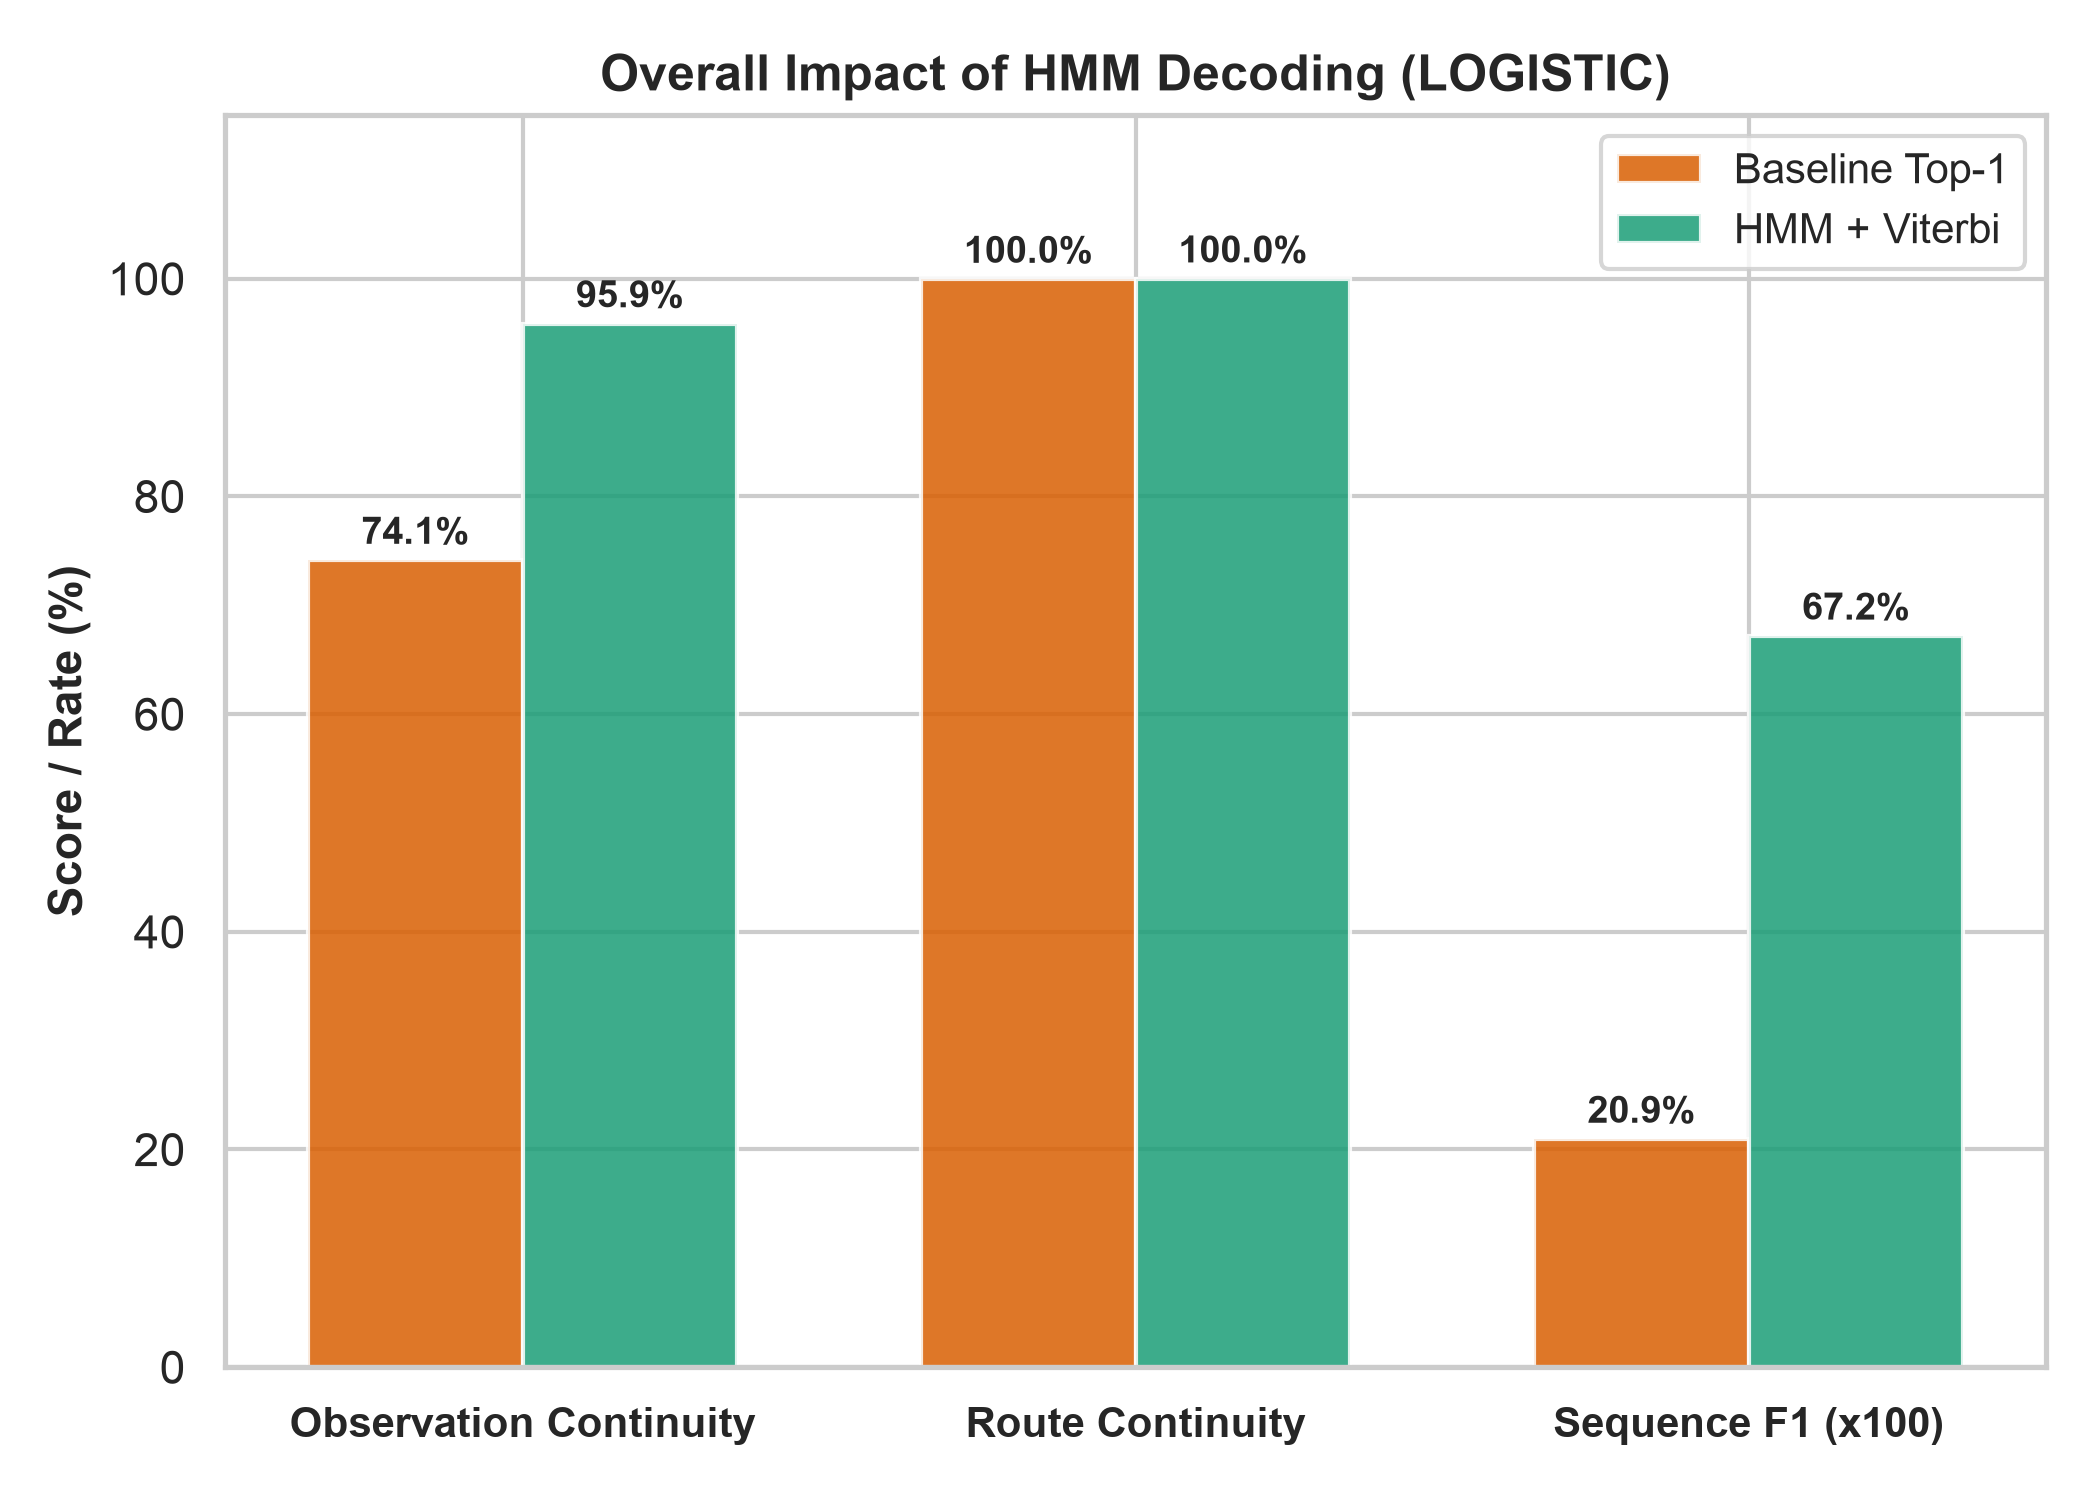 Overall Impact of HMM Decoding (LOGISTIC)
Baseline Top-1
HMM + Viterbi
Score / Rate (%)
100
80
60
40
20
0
74.1%
95.9%
100.0%
100.0%
20.9%
67.2%
Observation Continuity
Route Continuity
Sequence F1 (x100)